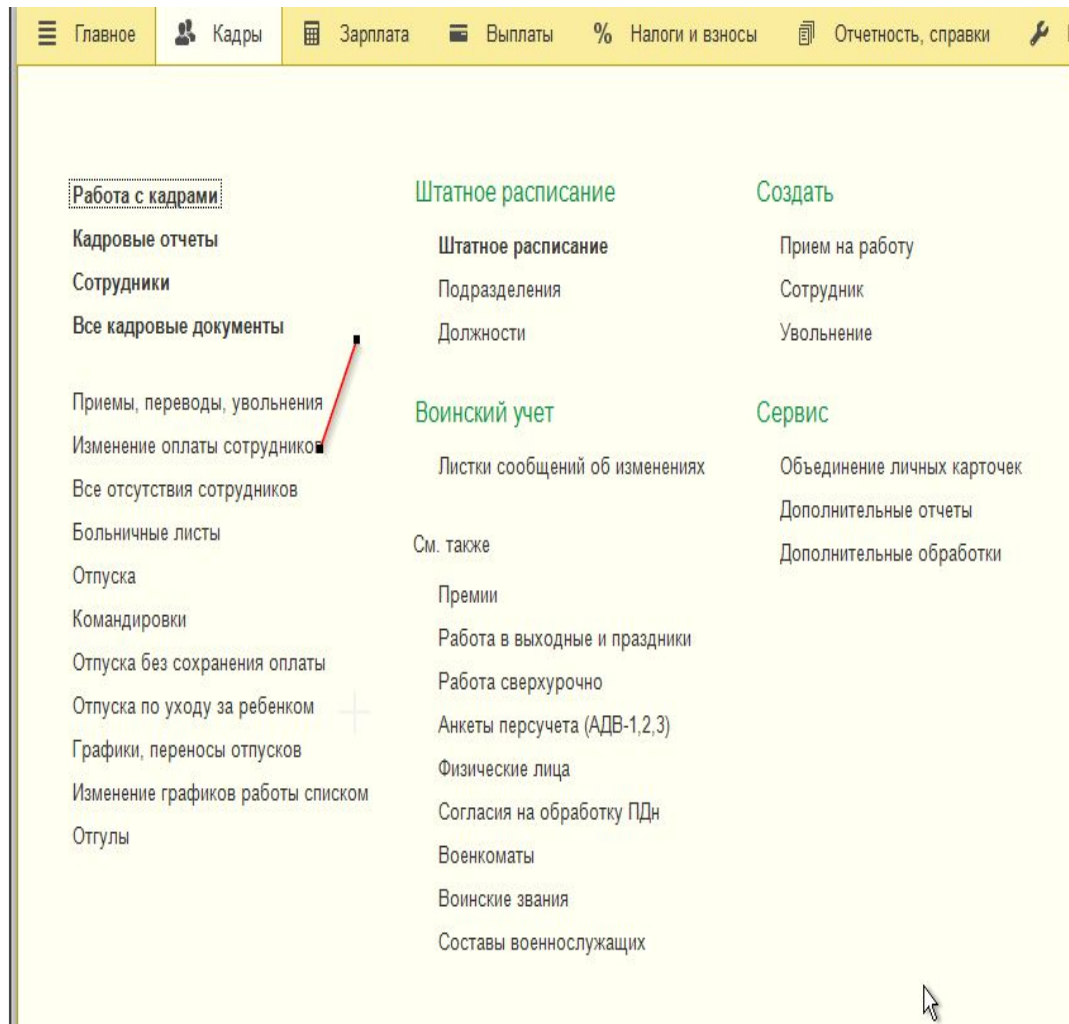 Главное Кадры Зарплата Выплаты % Налоги и взносы Отчетность, справки
Работа с кадрами
Кадровые отчеты
Сотрудники
Все кадровые документы
Приемы, переводы, увольнения
Изменение оплаты сотрудников
Все отсутствия сотрудников
Больничные листы
Отпуска
Командировки
Отпуска без сохранения оплаты
Отпуска по уходу за ребенком
Графики, переносы отпусков
Изменение графиков работы списком
Отгулы
Штатное расписание
Штатное расписание
Подразделения
Должности
Воинский учет
Листки сообщений об изменениях
См. также
Премии
Работа в выходные и праздники
Работа сверхурочно
Анкеты персучета (АДВ-1,2,3)
Физические лица
Согласия на обработку ПДн
Военкоматы
Воинские звания
Составы военнослужащих
Создать
Прием на работу
Сотрудник
Увольнение
Сервис
Объединение личных карточек
Дополнительные отчеты
Дополнительные обработки